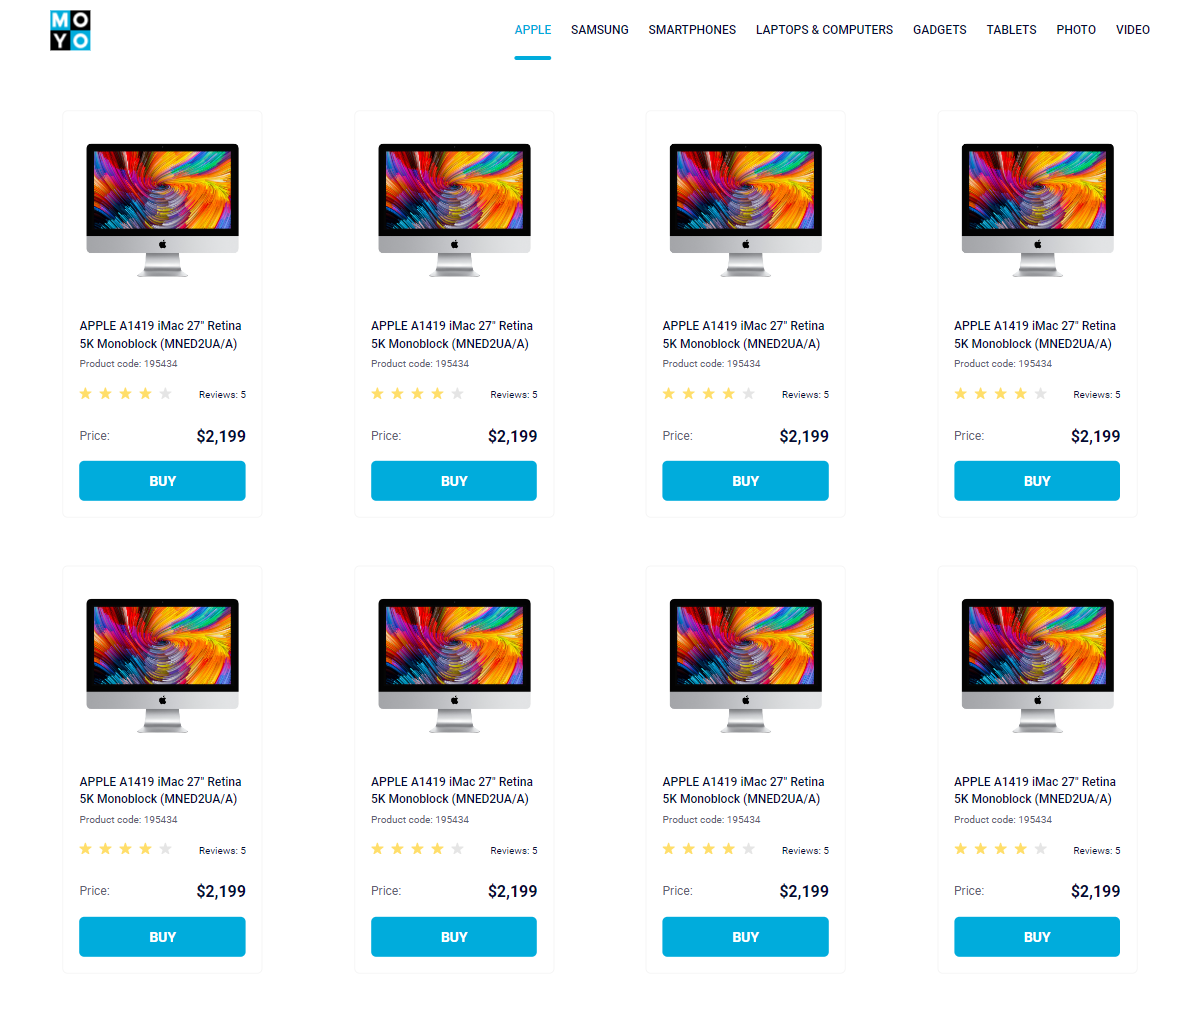 MO
YO
APPLE SAMSUNG SMARTPHONES LAPTOPS & COMPUTERS GADGETS TABLETS PHOTO VIDEO
APPLE A1419 iMac 27" Retina
5K Monoblock (MNED2UA/A)
Product code: 195434
Reviews: 5
Price: $2,199
BUY
APPLE A1419 iMac 27" Retina
5K Monoblock (MNED2UA/A)
Product code: 195434
Reviews: 5
Price: $2,199
BUY
APPLE A1419 iMac 27" Retina
5K Monoblock (MNED2UA/A)
Product code: 195434
Reviews: 5
Price: $2,199
BUY
APPLE A1419 iMac 27" Retina
5K Monoblock (MNED2UA/A)
Product code: 195434
Reviews: 5
Price: $2,199
BUY
APPLE A1419 iMac 27" Retina
5K Monoblock (MNED2UA/A)
Product code: 195434
Reviews: 5
Price: $2,199
BUY
APPLE A1419 iMac 27" Retina
5K Monoblock (MNED2UA/A)
Product code: 195434
Reviews: 5
Price: $2,199
BUY
APPLE A1419 iMac 27" Retina
5K Monoblock (MNED2UA/A)
Product code: 195434
Reviews: 5
Price: $2,199
BUY
APPLE A1419 iMac 27" Retina
5K Monoblock (MNED2UA/A)
Product code: 195434
Reviews: 5
Price: $2,199
BUY